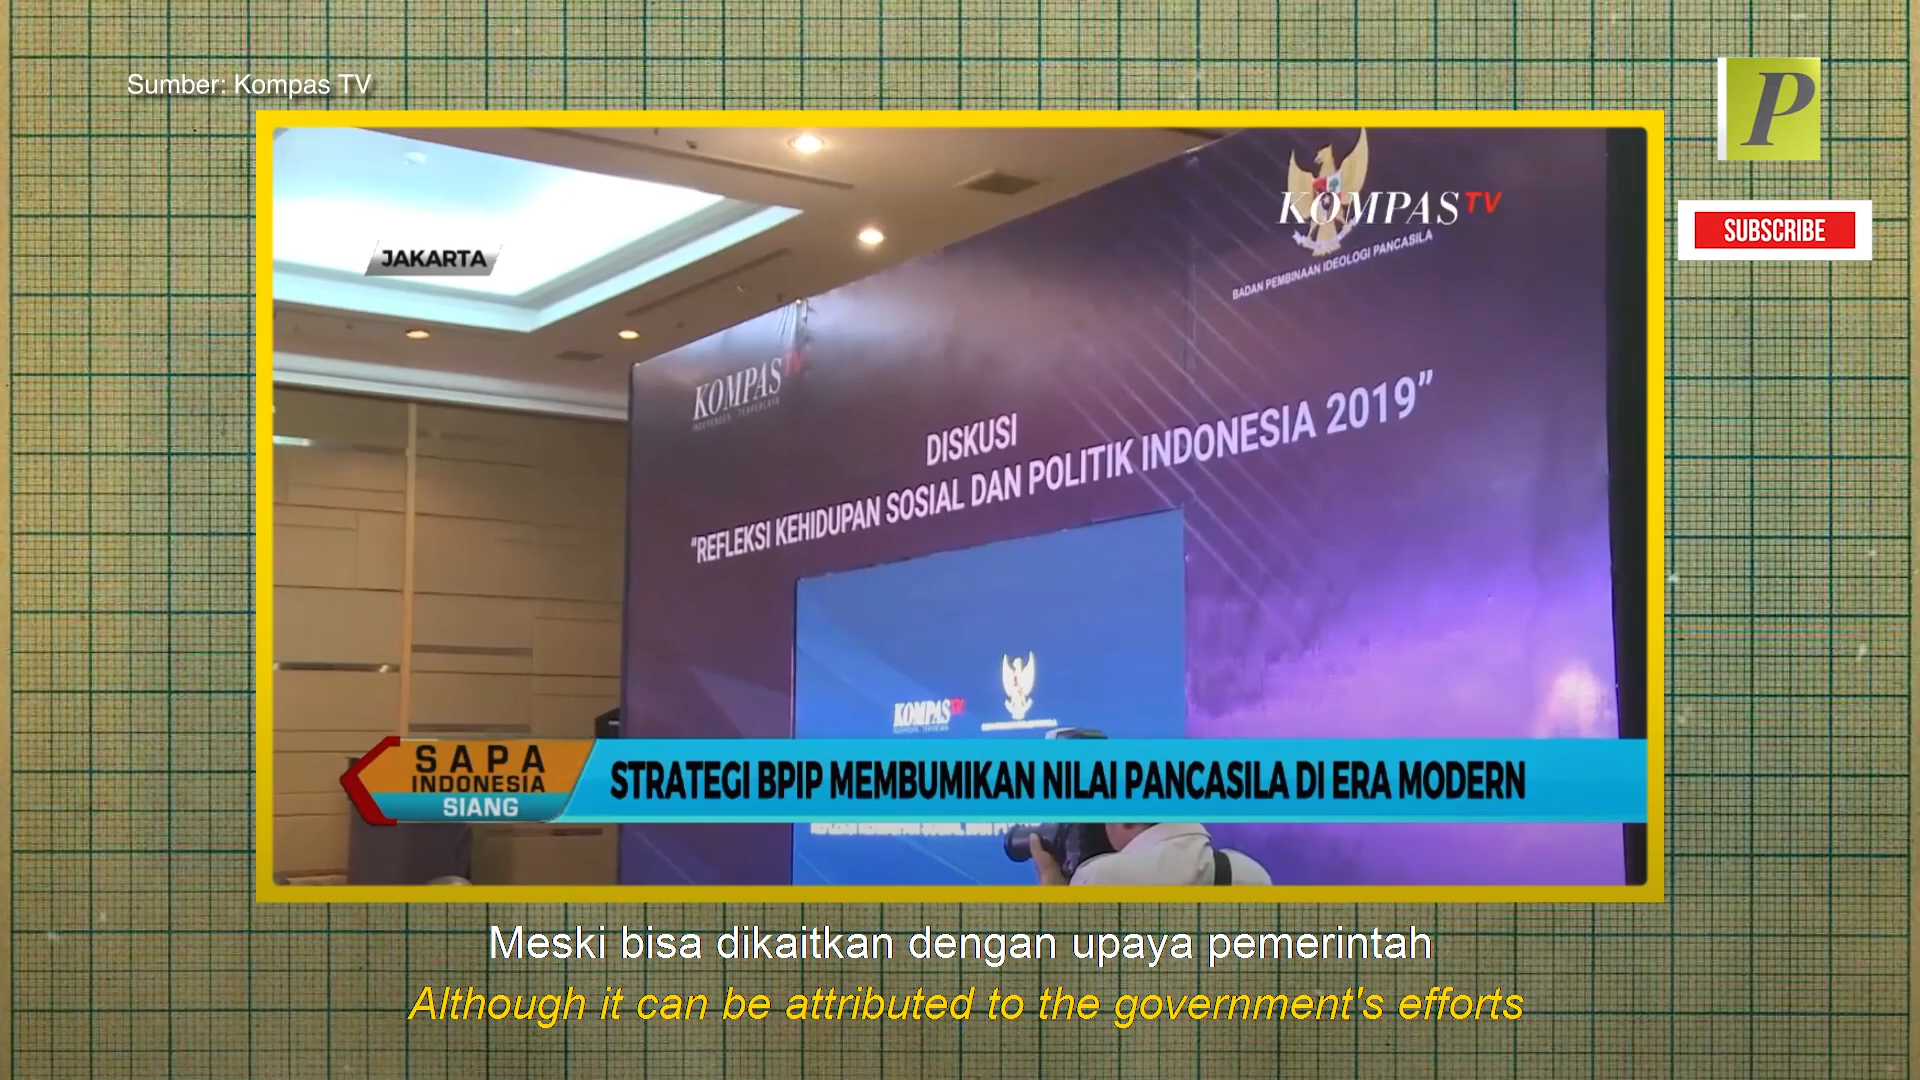 Sumber: Kompas TV
P
SUBSCRIBE
KOMPAS TV
JAKARTA
BADAN PEMBINAAN IDEOLOGI PANCASILA
KOMPAS TV
INDEPENDEN . TERPERCAYA
DISKUSI
"REFLEKSI KEHIDUPAN SOSIAL DAN POLITIK INDONESIA 2019"
KOMPAS TV
SAPA
INDONESIA
SIANG
STRATEGI BPIP MEMBUMIKAN NILAI PANCASILA DI ERA MODERN
Meski bisa dikaitkan dengan upaya pemerintah
Although it can be attributed to the government's efforts